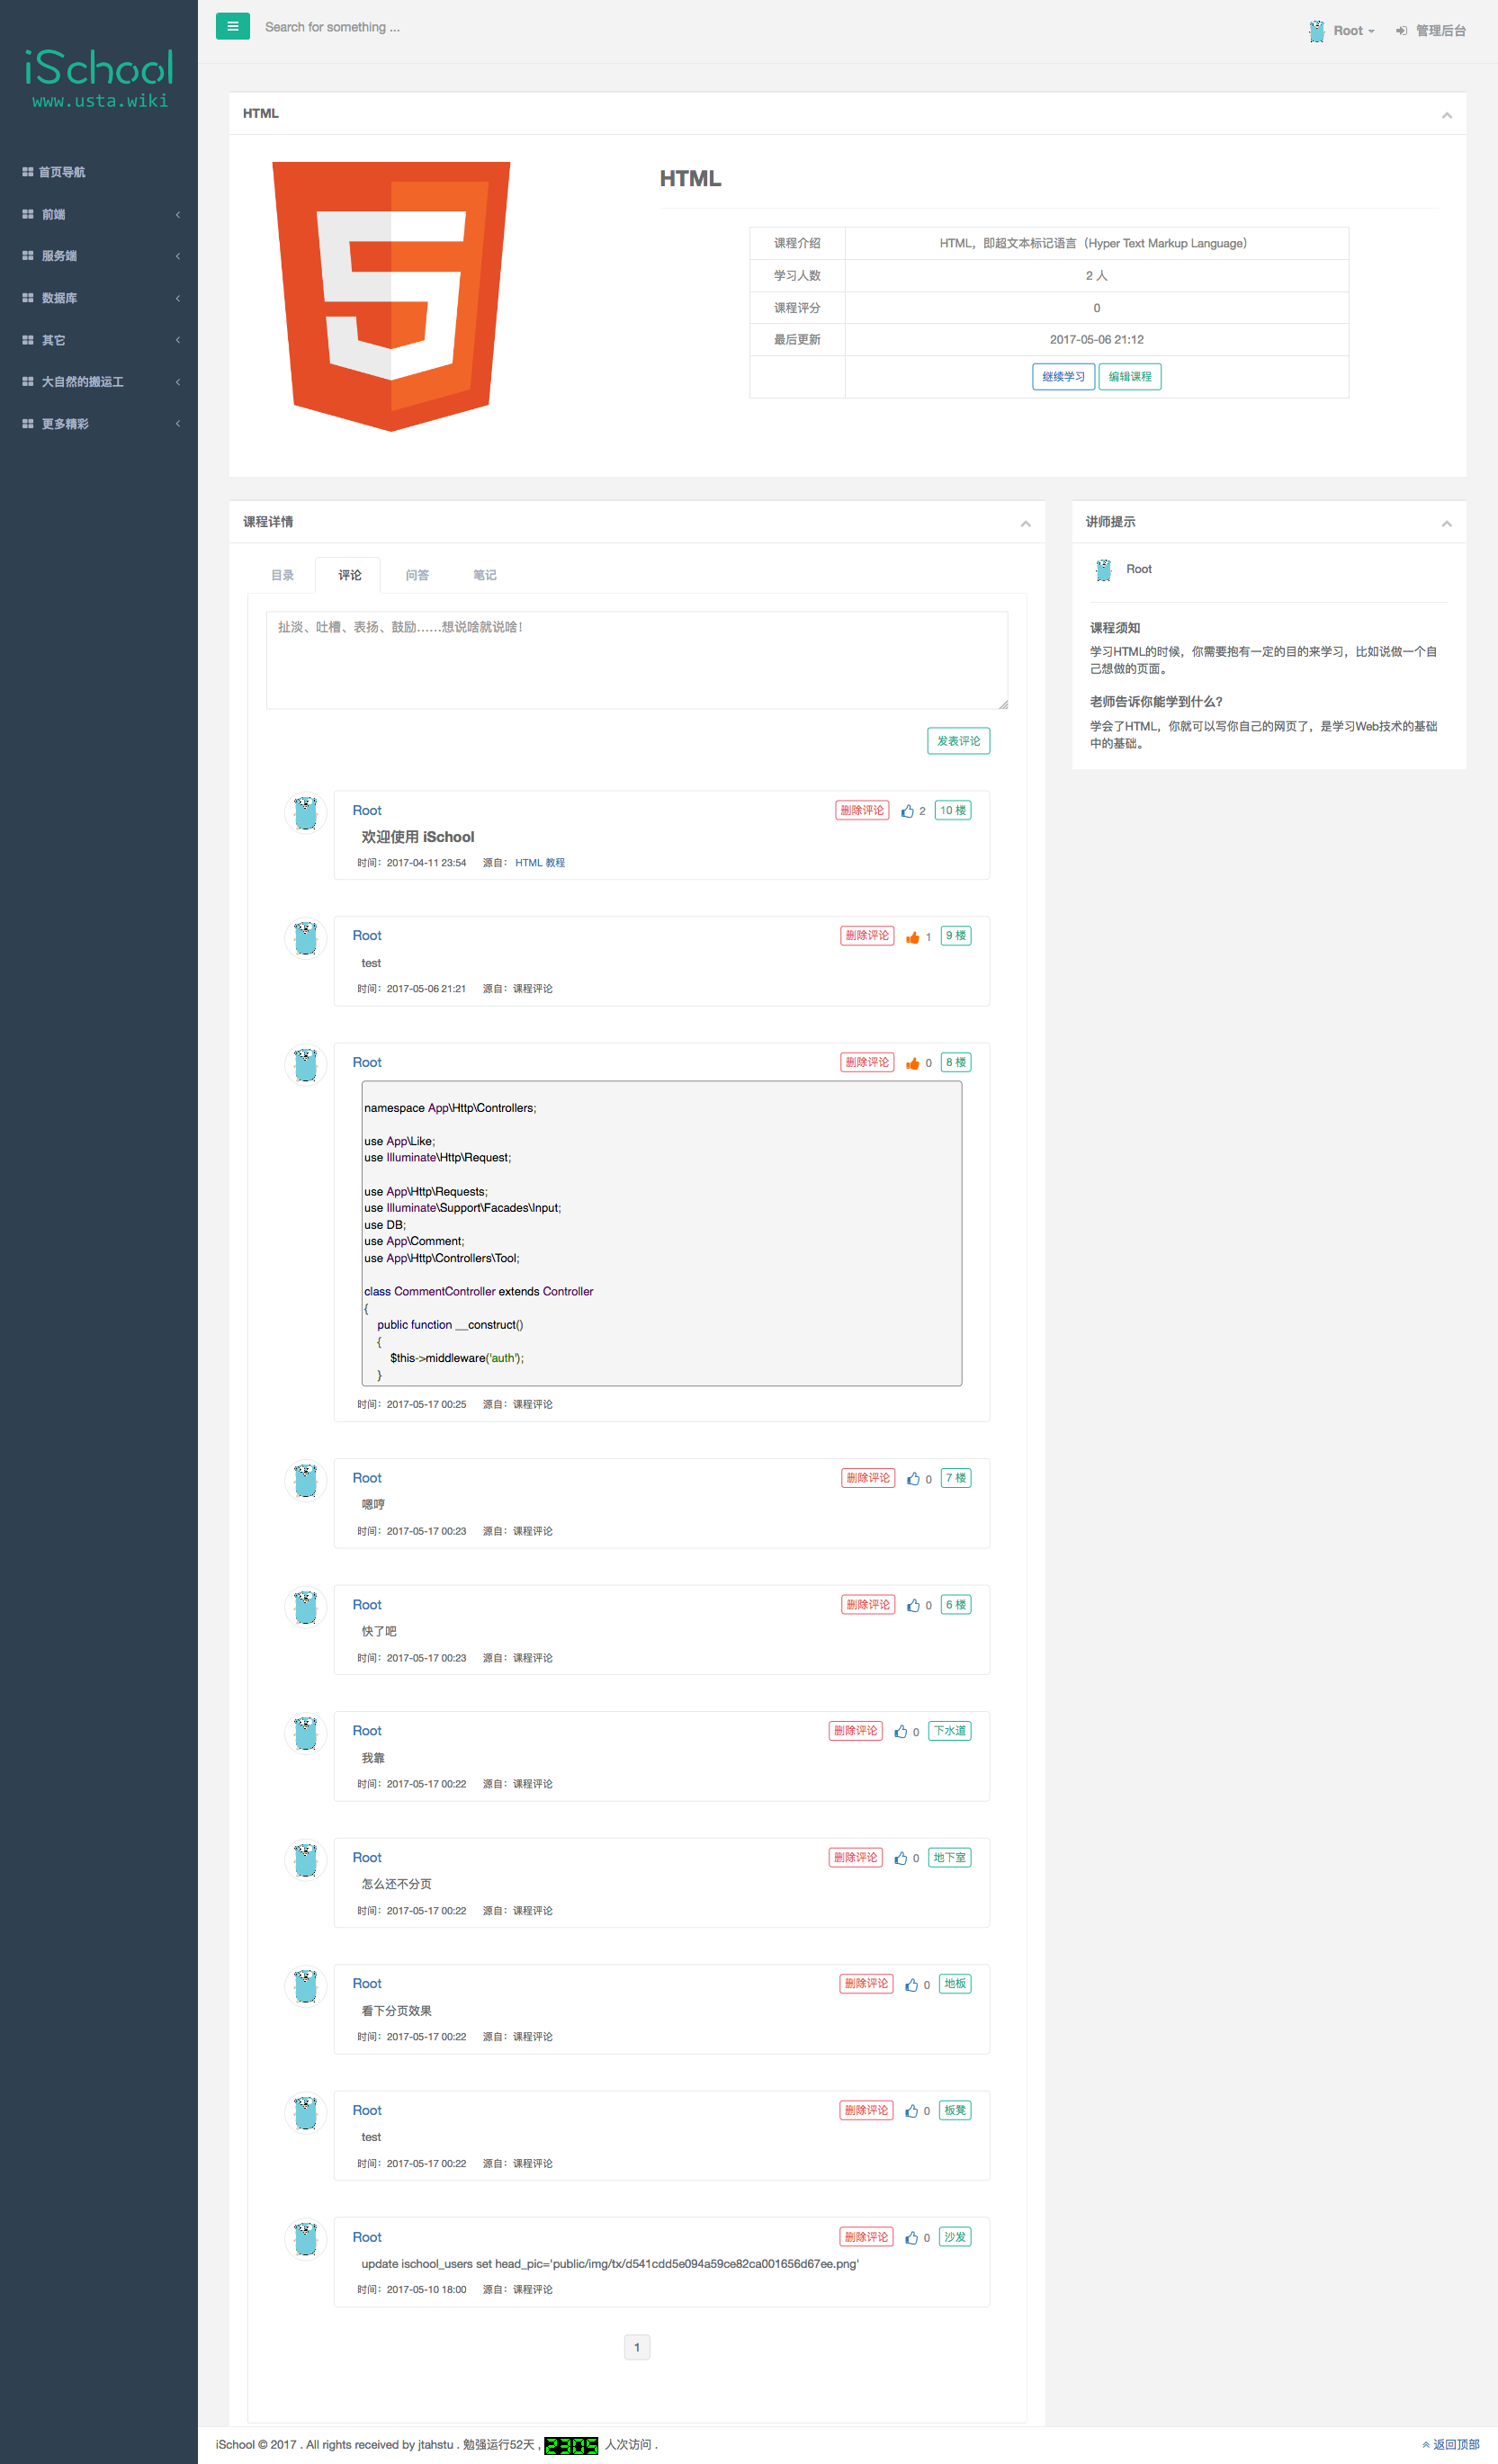 iSchool
www.usta.wiki
首页导航
前端
服务端
数据库
其它
大自然的搬运工
更多精彩
Search for something ...
Root
管理后台
HTML
HTML
课程介绍 HTML，即超文本标记语言（Hyper Text Markup Language）
学习人数 2 人
课程评分 0
最后更新 2017-05-06 21:12
继续学习 编辑课程
课程详情
目录 评论 问答 笔记
扯淡、吐槽、表扬、鼓励……想说啥就说啥！
发表评论
Root 删除评论 2 10 楼
欢迎使用 iSchool
时间：2017-04-11 23:54 源自： HTML 教程
Root 删除评论 1 9 楼
test
时间：2017-05-06 21:21 源自：课程评论
Root 删除评论 0 8 楼
namespace App\Http\Controllers;
use App\Like;
use Illuminate\Http\Request;
use App\Http\Requests;
use Illuminate\Support\Facades\Input;
use DB;
use App\Comment;
use App\Http\Controllers\Tool;
class CommentController extends Controller
{
public function __construct()
{
$this->middleware('auth');
}
时间：2017-05-17 00:25 源自：课程评论
Root 删除评论 0 7 楼
嗯哼
时间：2017-05-17 00:23 源自：课程评论
Root 删除评论 0 6 楼
快了吧
时间：2017-05-17 00:23 源自：课程评论
Root 删除评论 0 下水道
我靠
时间：2017-05-17 00:22 源自：课程评论
Root 删除评论 0 地下室
怎么还不分页
时间：2017-05-17 00:22 源自：课程评论
Root 删除评论 0 地板
看下分页效果
时间：2017-05-17 00:22 源自：课程评论
Root 删除评论 0 板凳
test
时间：2017-05-17 00:22 源自：课程评论
Root 删除评论 0 沙发
update ischool_users set head_pic='public/img/tx/d541cdd5e094a59ce82ca001656d67ee.png'
时间：2017-05-10 18:00 源自：课程评论
1
讲师提示
Root
课程须知
学习HTML的时候，你需要抱有一定的目的来学习，比如说做一个自
己想做的页面。
老师告诉你能学到什么?
学会了HTML，你就可以写你自己的网页了，是学习Web技术的基础
中的基础。
iSchool © 2017 . All rights received by jtahstu . 勉强运行52天 , 2305 人次访问 .
返回顶部